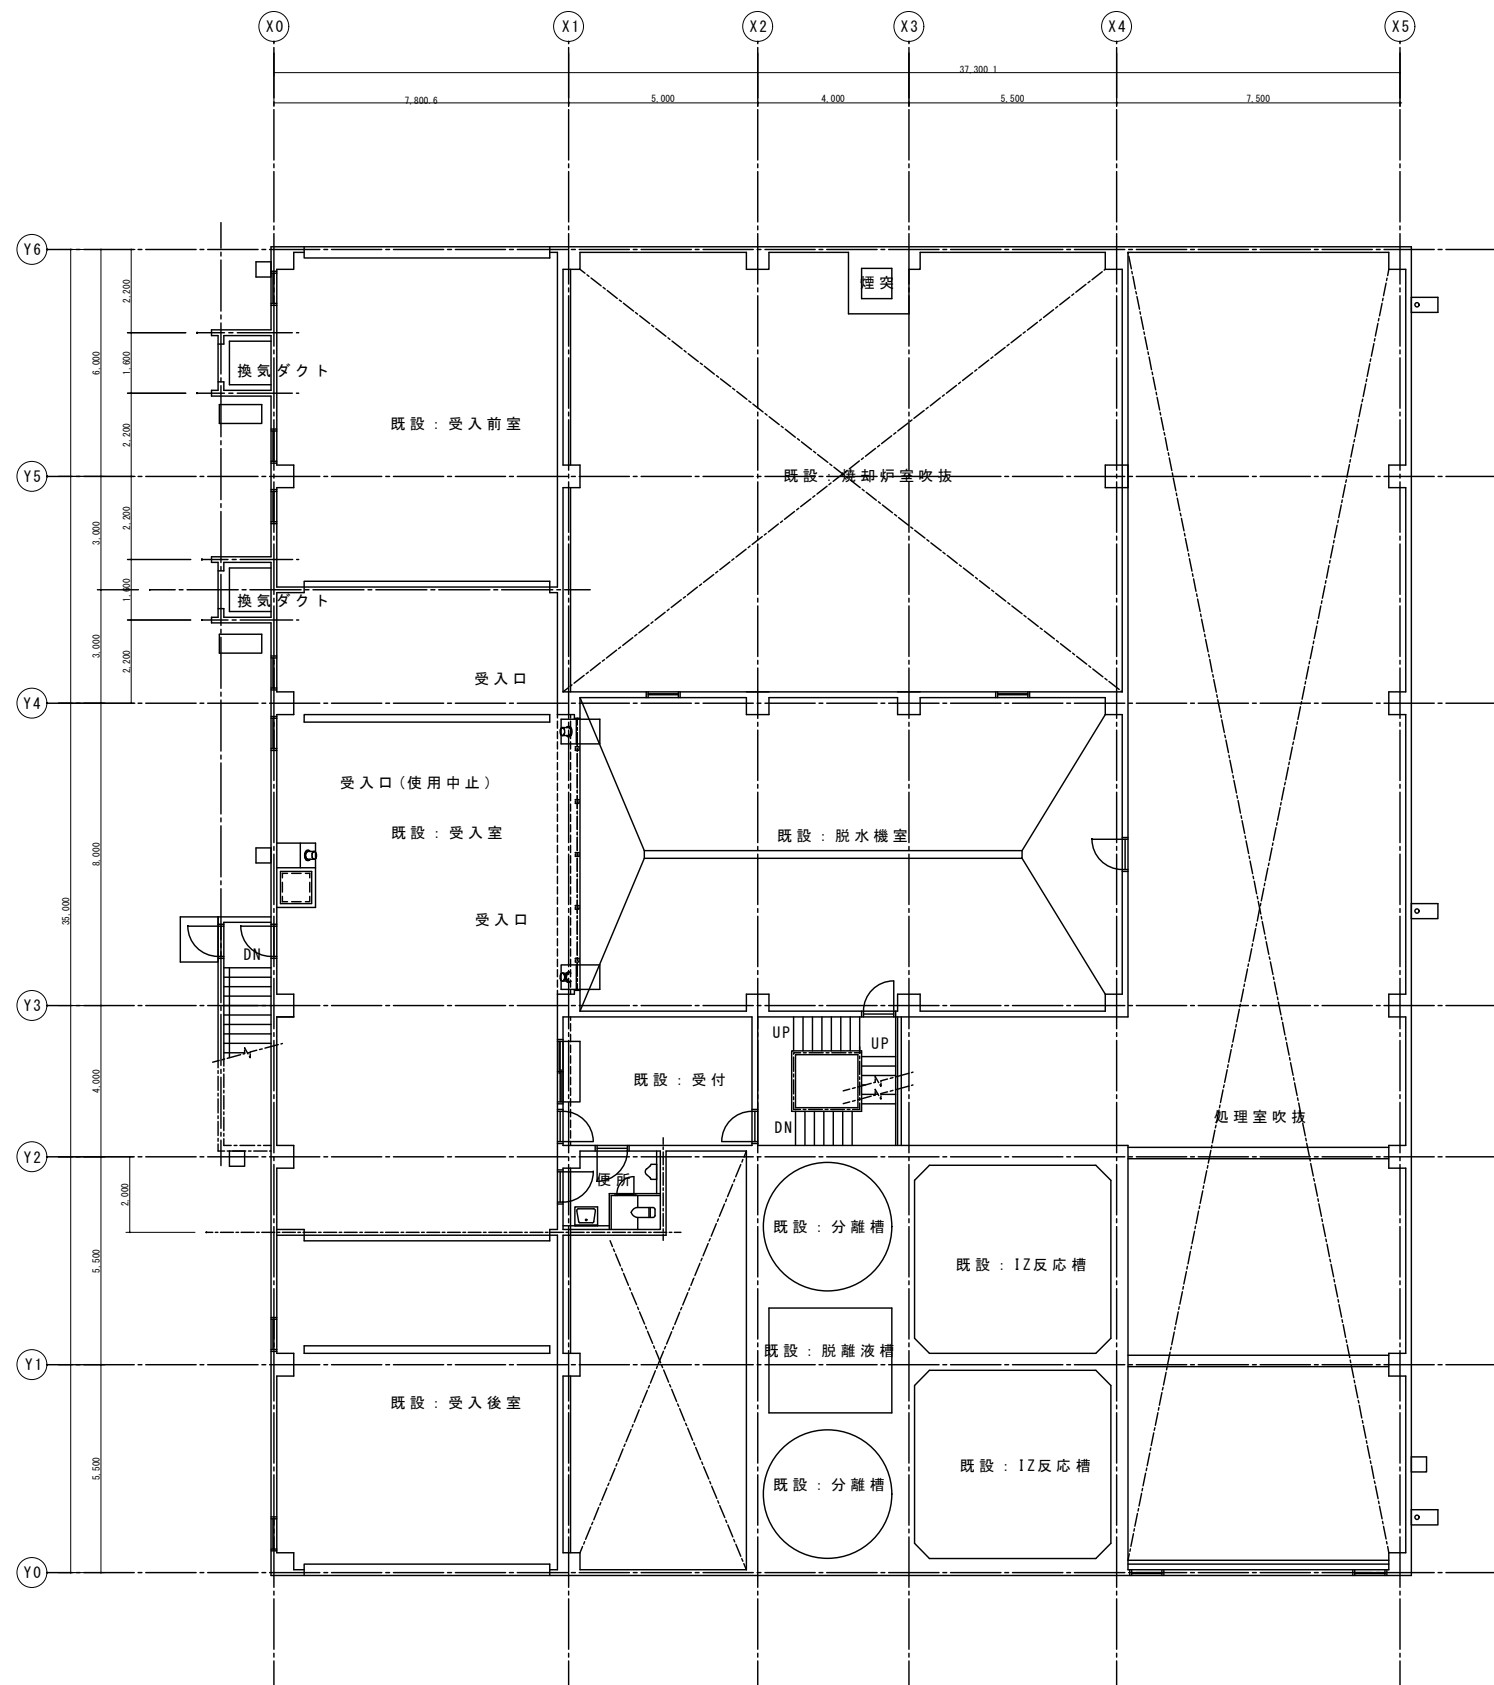 X0 X1 X2 X3 X4 X5
37,300.1
7,800.6 5,000 4,000 5,500 7,500
Y6
2,200
煙突
6,000
1,600
換気ダクト
既設：受入前室
2,200
Y5
既設：焼却炉室吹抜
2,200
3,000
1,600
換気ダクト
3,000
2,200
受入口
Y4
受入口(使用中止)
既設：受入室
既設：脱水機室
8,000
35,000
受入口
DN
Y3
UP
UP
既設：受付
4,000
処理室吹抜
DN
Y2
便所
2,000
既設：分離槽
5,500
既設：IZ反応槽
既設：脱離液槽
Y1
既設：受入後室
5,500
既設：IZ反応槽
既設：分離槽
Y0